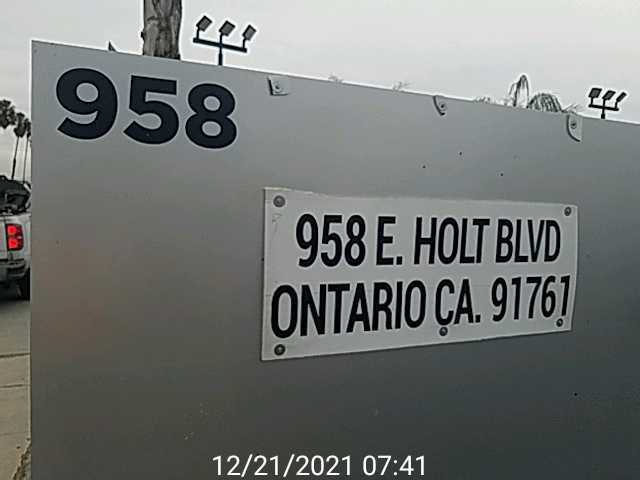 958
958 E. HOLT BLVD
ONTARIO CA. 91761
12/21/2021 07:41